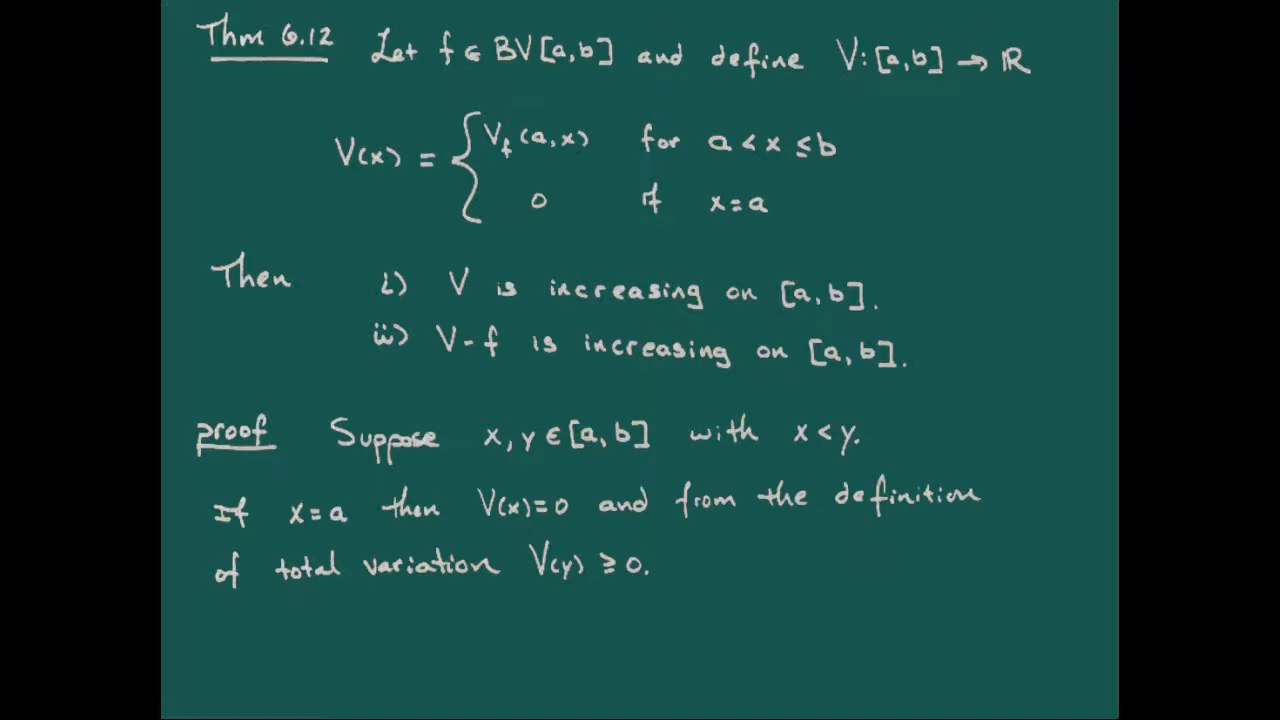 Thm 6.12 Let f ∈ BV[a,b] and define V: [a,b] → ℝ
V(x) = { V_f(a,x) for a < x ≤ b
0 if x = a
Then i) V is increasing on [a,b].
ii) V - f is increasing on [a,b].
proof Suppose x, y ∈ [a,b] with x < y.
If x = a then V(x) = 0 and from the definition
of total variation V(y) ≥ 0.